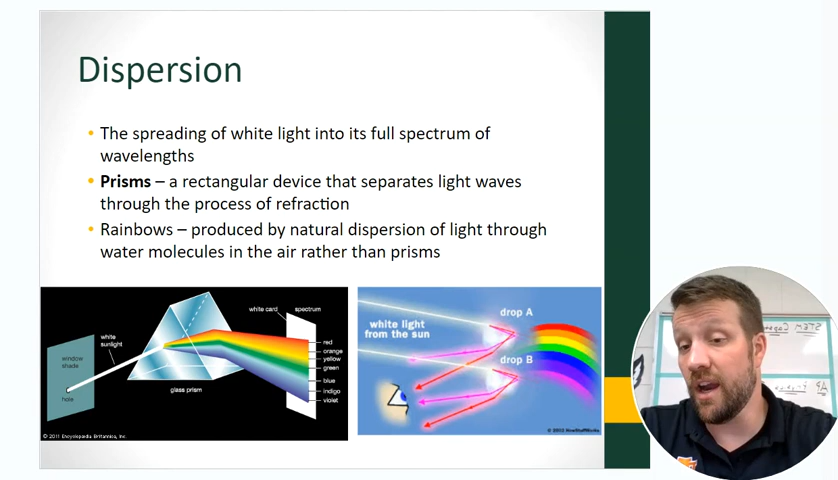 Dispersion
• The spreading of white light into its full spectrum of
wavelengths
• Prisms – a rectangular device that separates light waves
through the process of refraction
• Rainbows – produced by natural dispersion of light through
water molecules in the air rather than prisms
white card
spectrum
white
sunlight
window
shade
hole
glass prism
red
orange
yellow
green
blue
indigo
violet
© 2011 Encyclopædia Britannica, Inc.
white light
from the sun
drop A
drop B
© 2002 HowStuffWorks